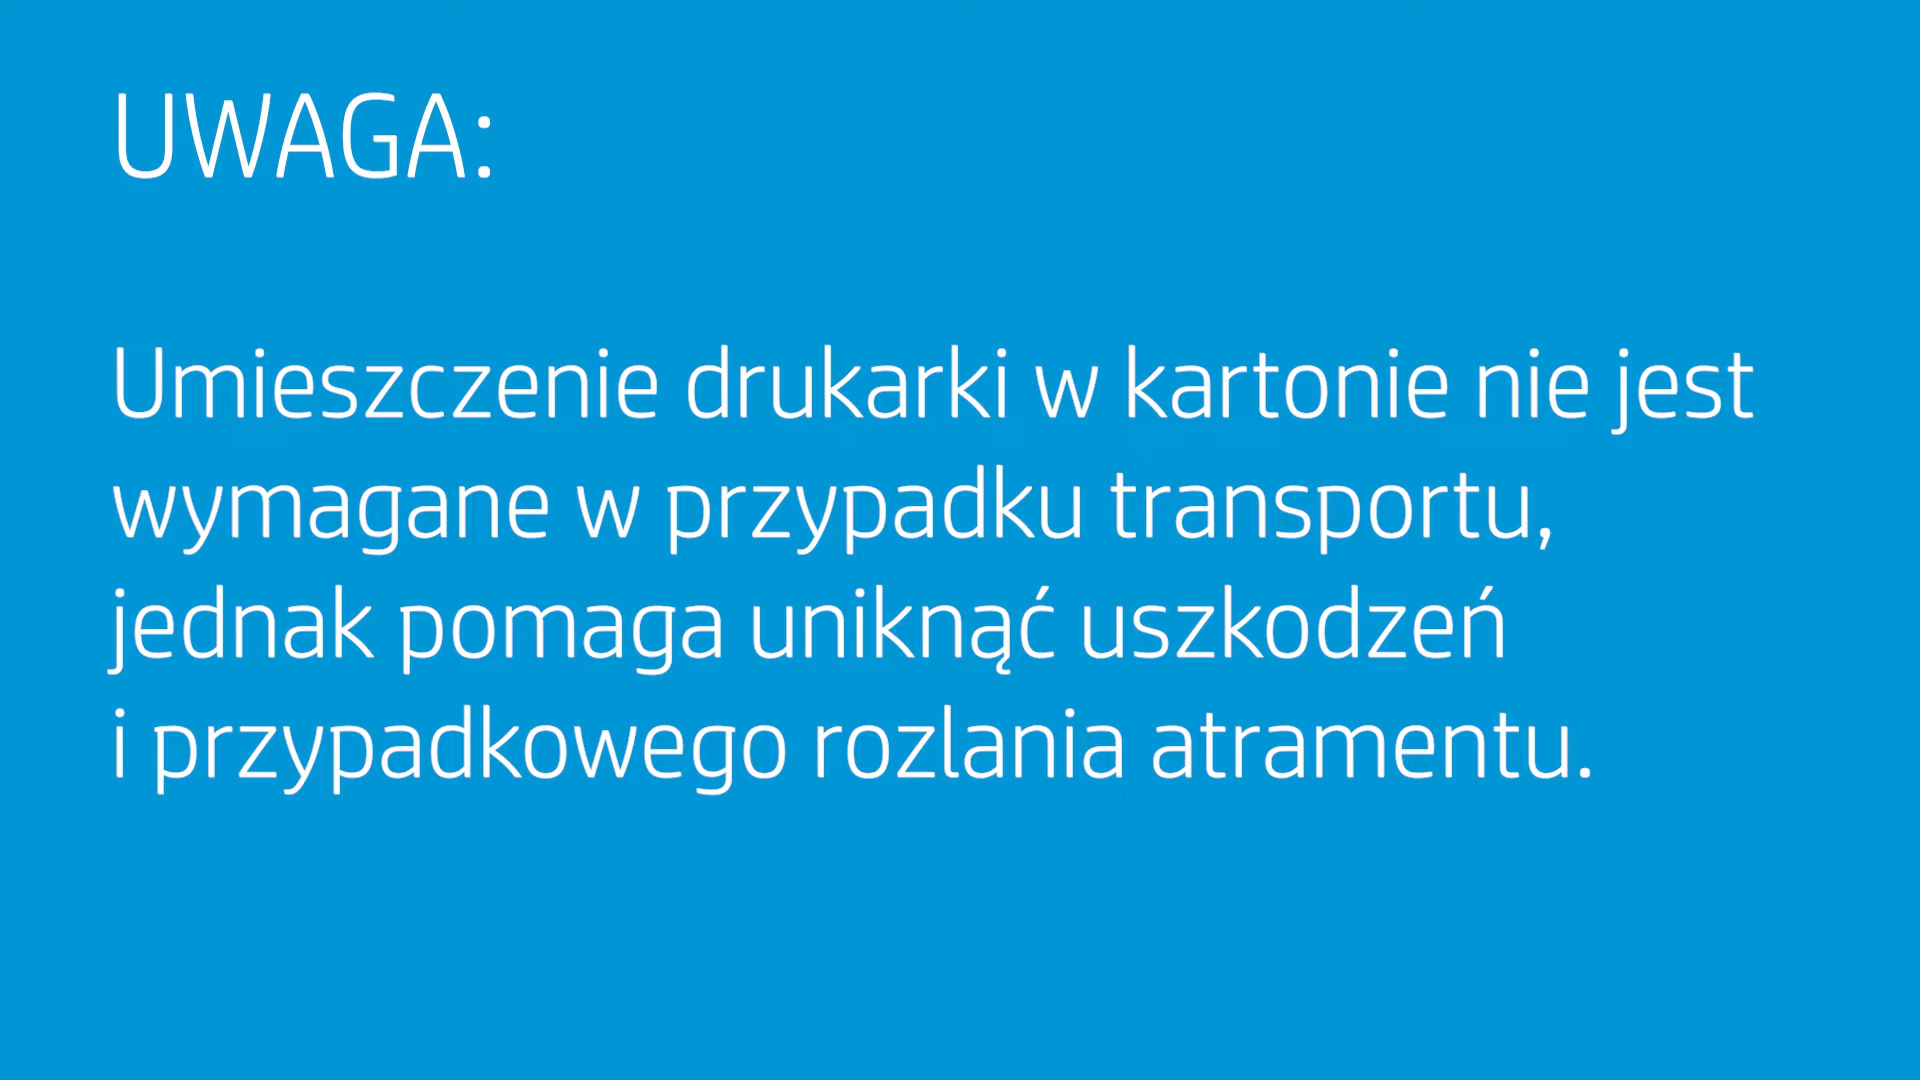 UWAGA:
Umieszczenie drukarki w kartonie nie jest
wymagane w przypadku transportu,
jednak pomaga uniknąć uszkodzeń
i przypadkowego rozlania atramentu.